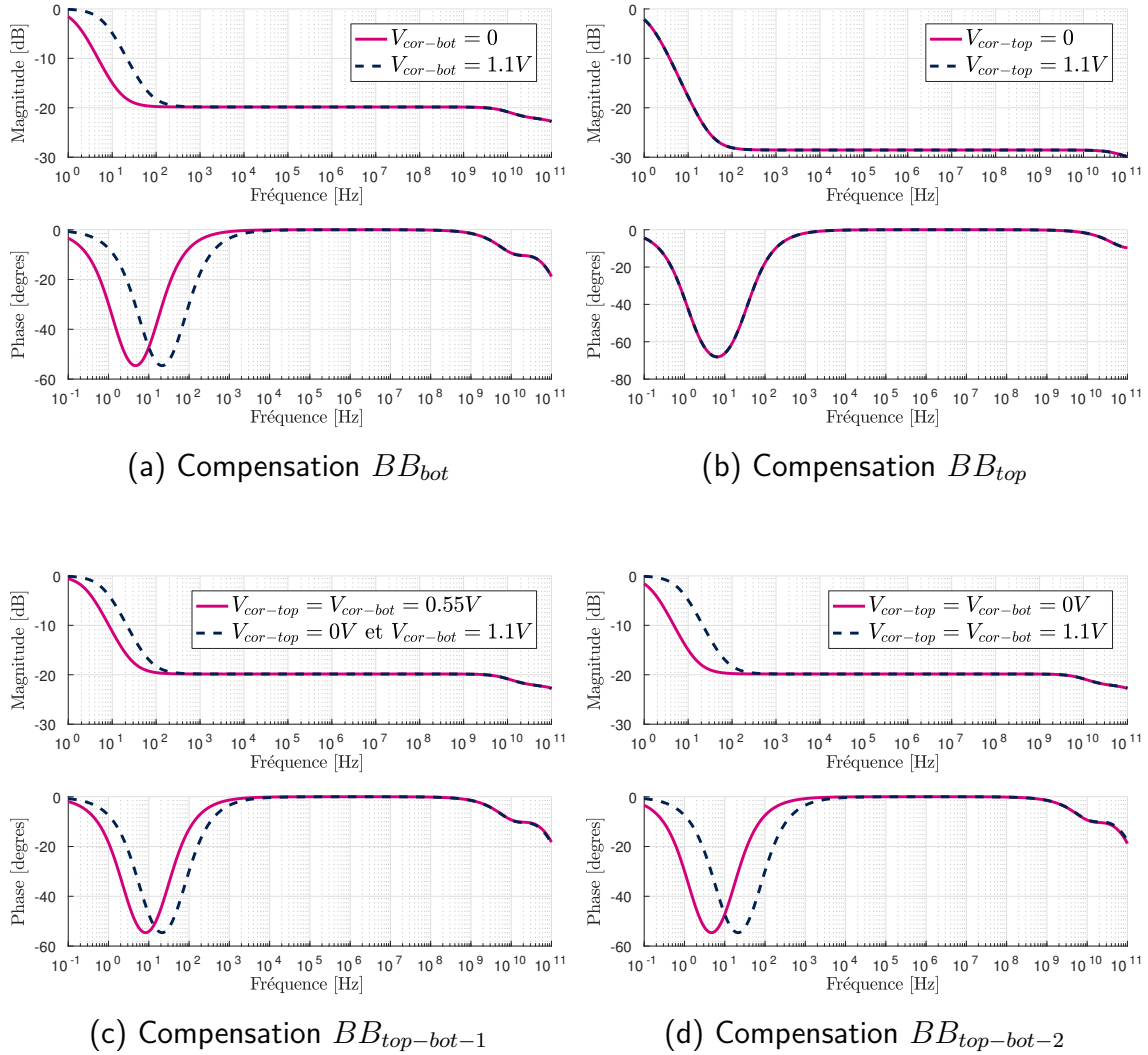 0
-10
-20
-30
Magnitude [dB]
V_{cor-bot} = 0
V_{cor-bot} = 1.1V
10^0 10^1 10^2 10^3 10^4 10^5 10^6 10^7 10^8 10^9 10^10 10^11
Fréquence [Hz]
0
-20
-40
-60
Phase [degres]
10^-1 10^0 10^1 10^2 10^3 10^4 10^5 10^6 10^7 10^8 10^9 10^10 10^11
Fréquence [Hz]
(a) Compensation BB_{bot}
0
-10
-20
-30
Magnitude [dB]
V_{cor-top} = 0
V_{cor-top} = 1.1V
10^0 10^1 10^2 10^3 10^4 10^5 10^6 10^7 10^8 10^9 10^10 10^11
Fréquence [Hz]
0
-20
-40
-60
-80
Phase [degres]
10^-1 10^0 10^1 10^2 10^3 10^4 10^5 10^6 10^7 10^8 10^9 10^10 10^11
Fréquence [Hz]
(b) Compensation BB_{top}
0
-10
-20
-30
Magnitude [dB]
V_{cor-top} = V_{cor-bot} = 0.55V
V_{cor-top} = 0V et V_{cor-bot} = 1.1V
10^0 10^1 10^2 10^3 10^4 10^5 10^6 10^7 10^8 10^9 10^10 10^11
Fréquence [Hz]
0
-20
-40
-60
Phase [degres]
10^-1 10^0 10^1 10^2 10^3 10^4 10^5 10^6 10^7 10^8 10^9 10^10 10^11
Fréquence [Hz]
(c) Compensation BB_{top-bot-1}
0
-10
-20
-30
Magnitude [dB]
V_{cor-top} = V_{cor-bot} = 0V
V_{cor-top} = V_{cor-bot} = 1.1V
10^0 10^1 10^2 10^3 10^4 10^5 10^6 10^7 10^8 10^9 10^10 10^11
Fréquence [Hz]
0
-20
-40
-60
Phase [degres]
10^-1 10^0 10^1 10^2 10^3 10^4 10^5 10^6 10^7 10^8 10^9 10^10 10^11
Fréquence [Hz]
(d) Compensation BB_{top-bot-2}